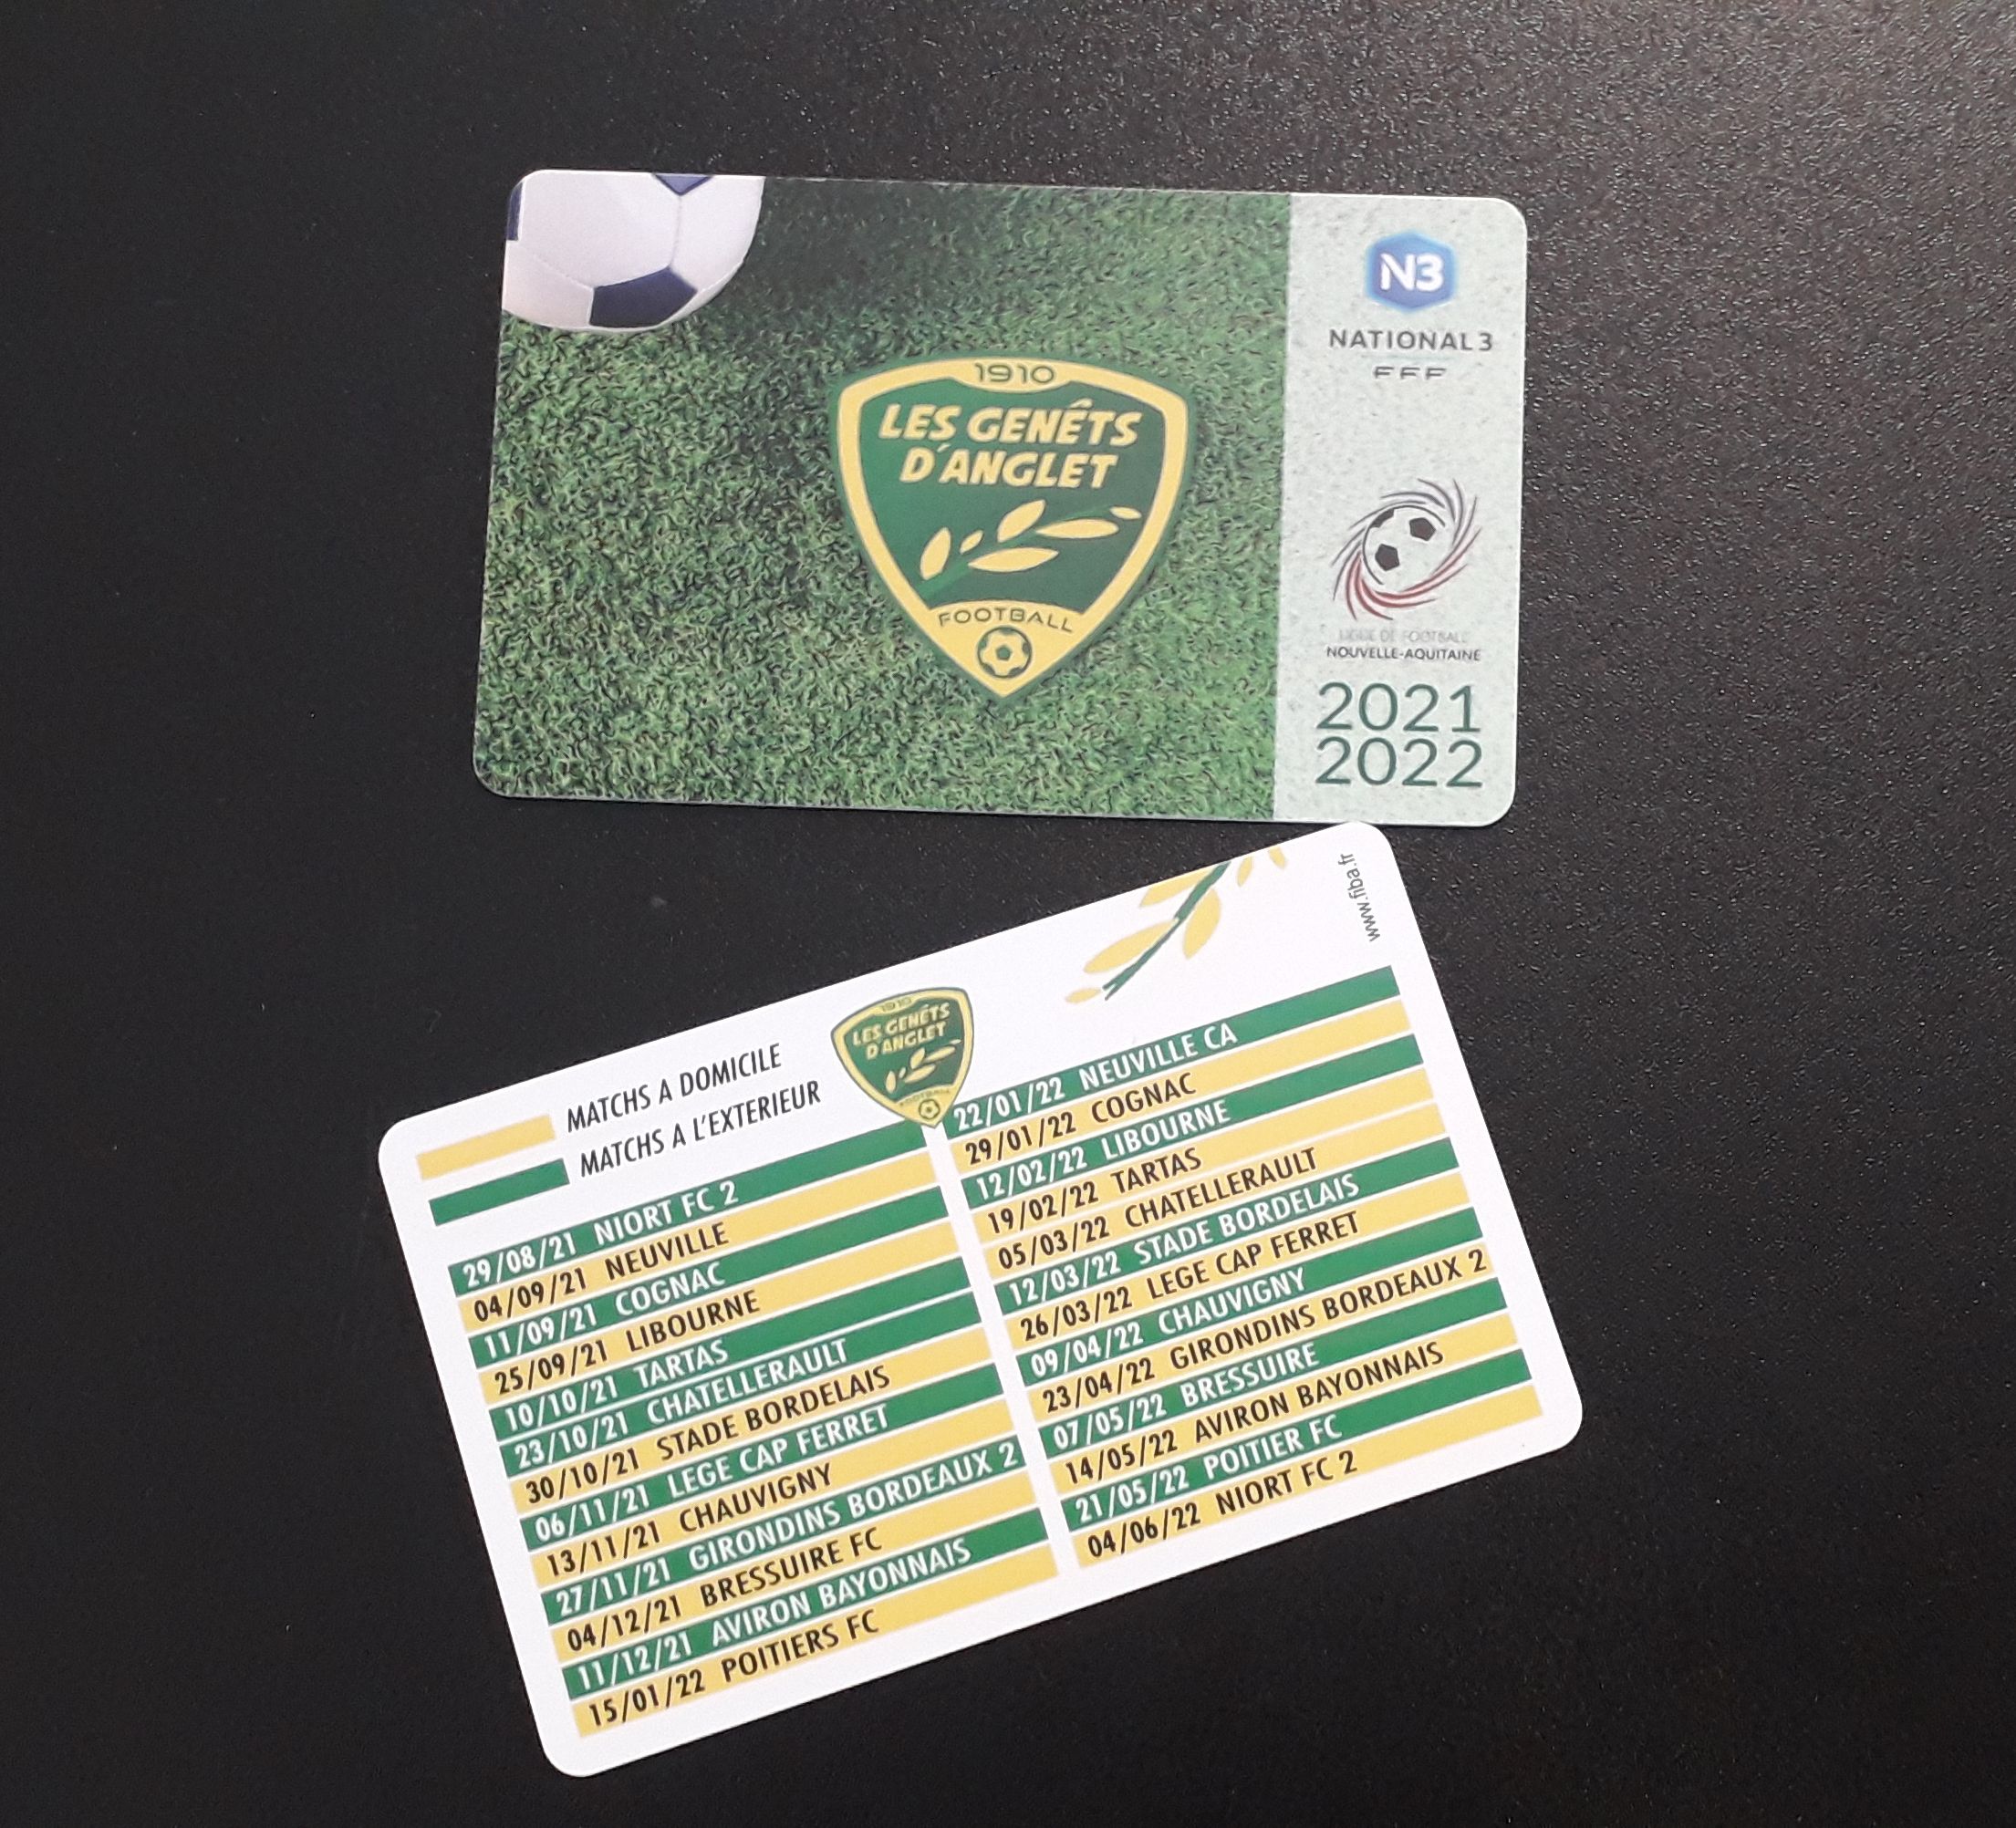 N3
NATIONAL 3
FFF
1910
LES GENÊTS
D'ANGLET
FOOTBALL
LIGUE DE FOOTBALL
NOUVELLE-AQUITAINE
2021
2022
www.fiba.fr
MATCHS A DOMICILE
MATCHS A L'EXTERIEUR
1910
LES GENÊTS
D'ANGLET
FOOTBALL
29/08/21 NIORT FC 2
04/09/21 NEUVILLE
11/09/21 COGNAC
25/09/21 LIBOURNE
10/10/21 TARTAS
23/10/21 CHATELLERAULT
30/10/21 STADE BORDELAIS
06/11/21 LEGE CAP FERRET
13/11/21 CHAUVIGNY
27/11/21 GIRONDINS BORDEAUX 2
04/12/21 BRESSUIRE FC
11/12/21 AVIRON BAYONNAIS
15/01/22 POITIERS FC
22/01/22 NEUVILLE CA
29/01/22 COGNAC
12/02/22 LIBOURNE
19/02/22 TARTAS
05/03/22 CHATELLERAULT
12/03/22 STADE BORDELAIS
26/03/22 LEGE CAP FERRET
09/04/22 CHAUVIGNY
23/04/22 GIRONDINS BORDEAUX 2
07/05/22 BRESSUIRE
14/05/22 AVIRON BAYONNAIS
21/05/22 POITIER FC
04/06/22 NIORT FC 2